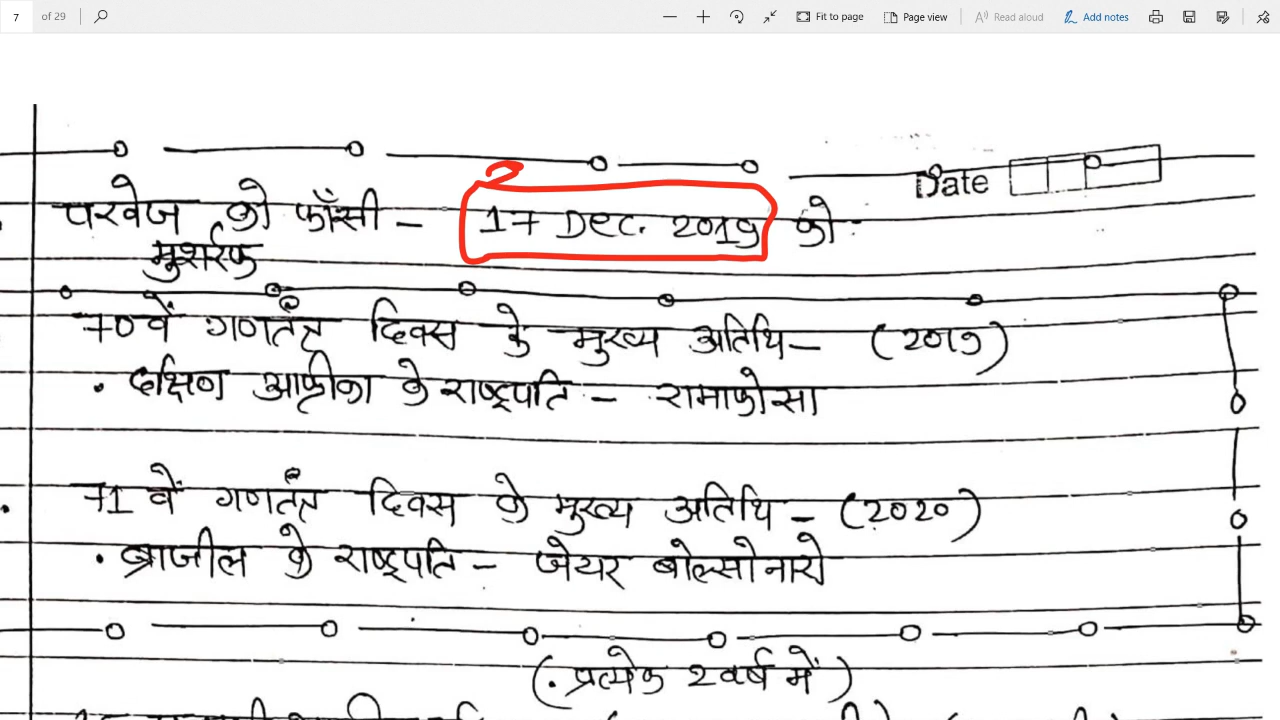 7 of 29 Fit to page Page view Read aloud Add notes
Date
परवेज को फाँसी - 17 Dec. 2019 को
मुशर्रफ
70वें गणतंत्र दिवस के मुख्य अतिथि - (2019)
• दक्षिण आफ्रीका के राष्ट्रपति - रामाफोसा
71 वें गणतंत्र दिवस के मुख्य अतिथि - (2020)
• ब्राजील के राष्ट्रपति - जेयर बोल्सोनारो
(. प्रत्येक 2 वर्ष में)